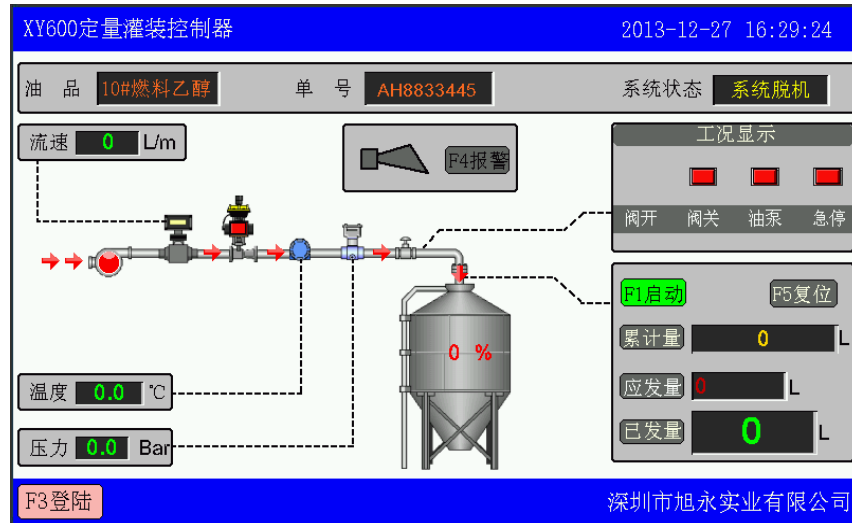 XY600定量灌装控制器 2013-12-27 16:29:24
油 品 10#燃料乙醇 单 号 AH8833445 系统状态 系统脱机
流速 0 L/m
F4报警
工况显示
阀开 阀关 油泵 急停
F1启动 F5复位
累计量 0 L
0 %
温度 0.0 ℃
应发量 0 L
已发量 0 L
压力 0.0 Bar
F3登陆 深圳市旭永实业有限公司